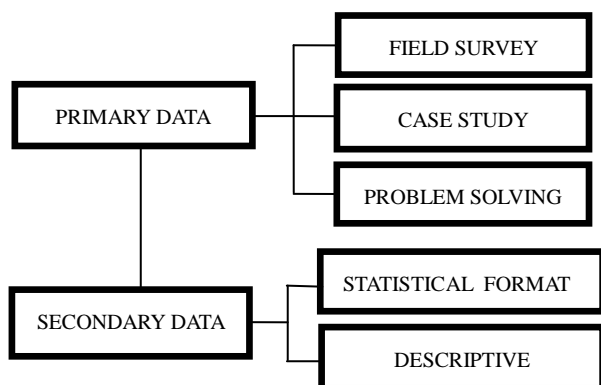 FIELD SURVEY
PRIMARY DATA
CASE STUDY
PROBLEM SOLVING
STATISTICAL FORMAT
SECONDARY DATA
DESCRIPTIVE